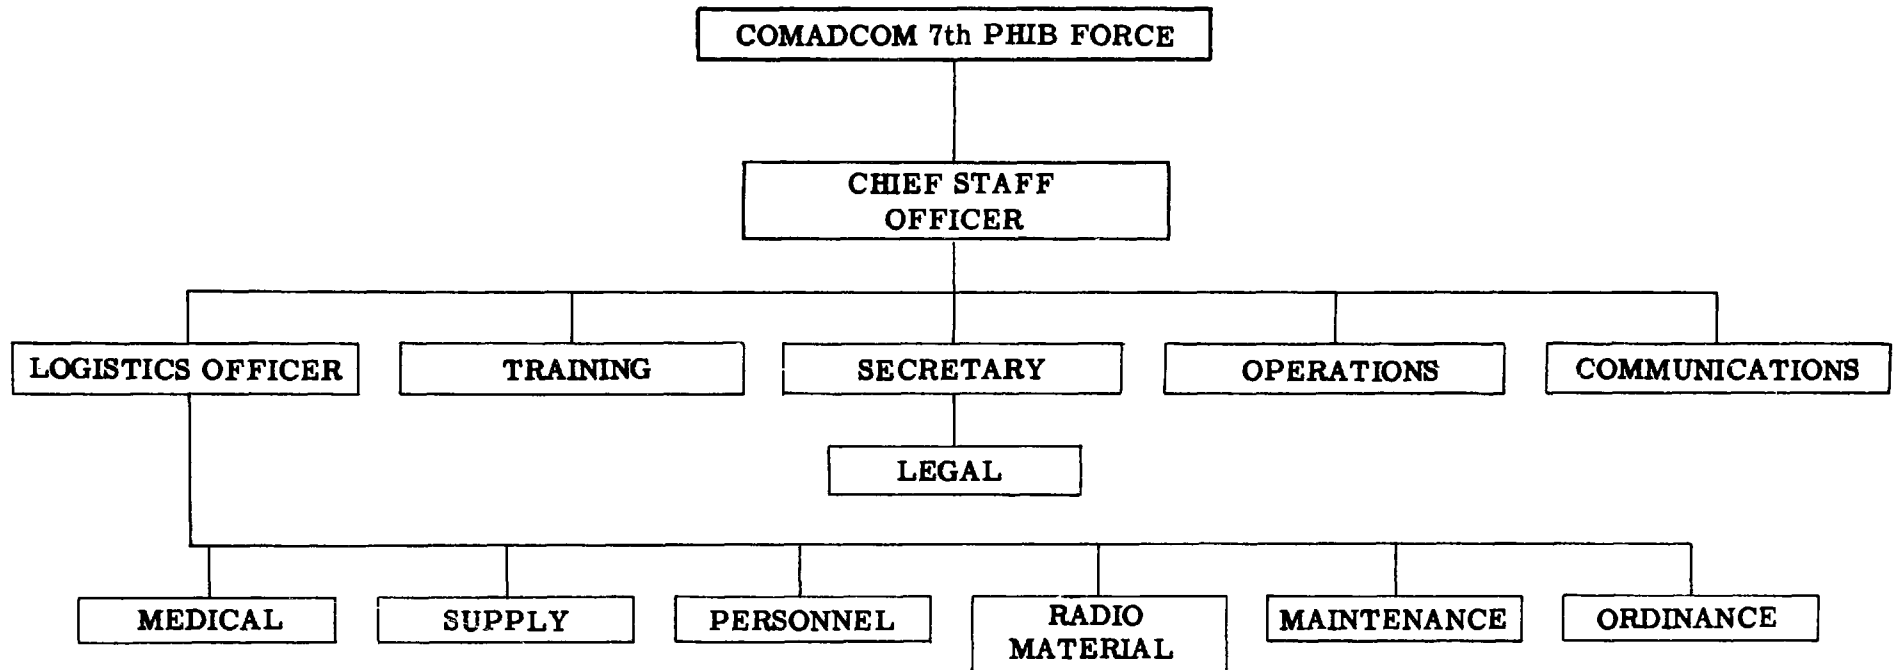 COMADCOM 7th PHIB FORCE
CHIEF STAFF
OFFICER
LOGISTICS OFFICER
TRAINING
SECRETARY
OPERATIONS
COMMUNICATIONS
LEGAL
MEDICAL
SUPPLY
PERSONNEL
RADIO
MATERIAL
MAINTENANCE
ORDINANCE